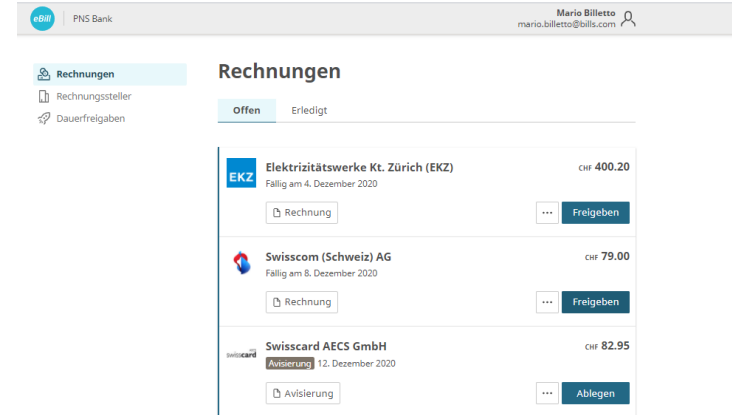 eBill PNS Bank
Mario Billetto
mario.billetto@bills.com
Rechnungen
Rechnungssteller
Dauerfreigaben
Rechnungen
Offen Erledigt
EKZ
Elektrizitätswerke Kt. Zürich (EKZ) CHF 400.20
Fällig am 4. Dezember 2020
Rechnung ... Freigeben
Swisscom (Schweiz) AG CHF 79.00
Fällig am 8. Dezember 2020
Rechnung ... Freigeben
swisscard
Swisscard AECS GmbH CHF 82.95
Avisierung 12. Dezember 2020
Avisierung ... Ablegen